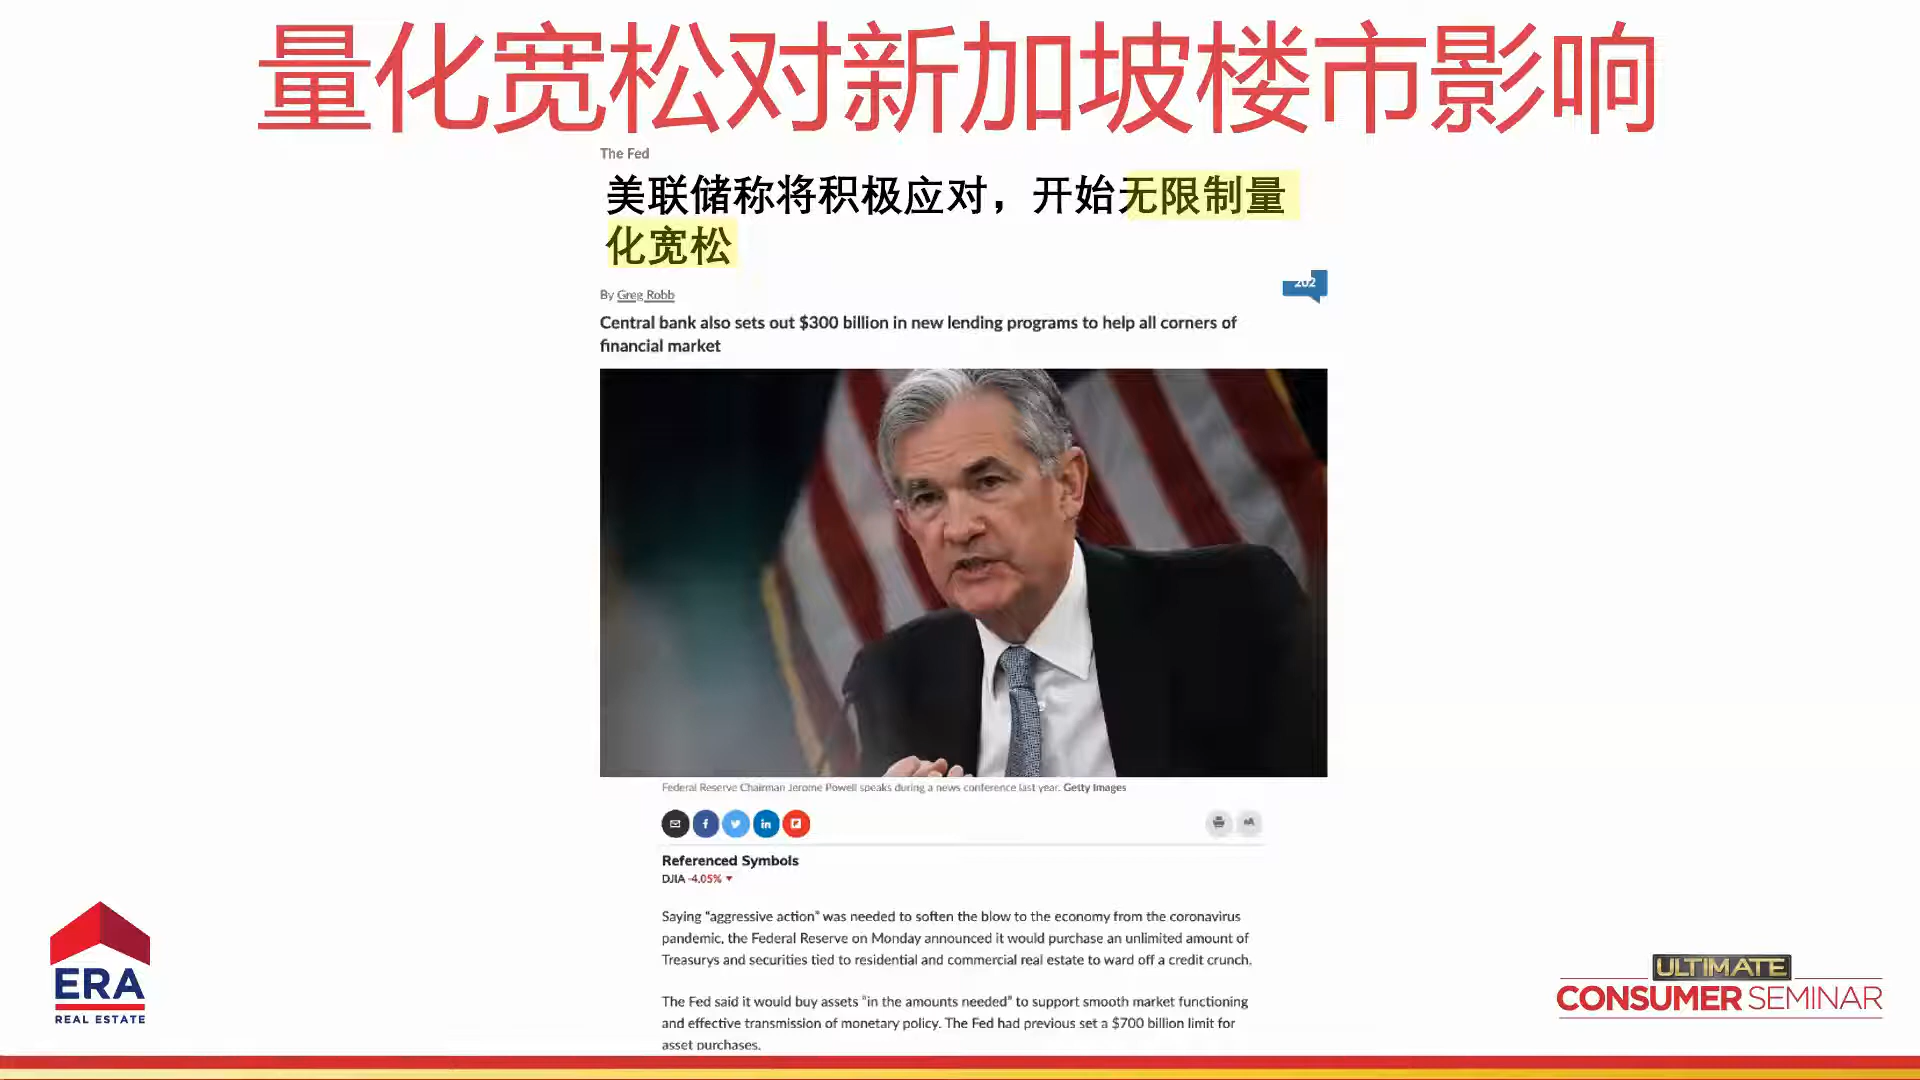 量化宽松对新加坡楼市影响
The Fed
美联储称将积极应对，开始无限制量
化宽松
202
By Greg Robb
Central bank also sets out $300 billion in new lending programs to help all corners of
financial market
Federal Reserve Chairman Jerome Powell speaks during a news conference last year. Getty Images
Referenced Symbols
DJIA -4.05%
Saying “aggressive action” was needed to soften the blow to the economy from the coronavirus
pandemic, the Federal Reserve on Monday announced it would purchase an unlimited amount of
Treasurys and securities tied to residential and commercial real estate to ward off a credit crunch.
The Fed said it would buy assets “in the amounts needed” to support smooth market functioning
and effective transmission of monetary policy. The Fed had previous set a $700 billion limit for
asset purchases.
ERA
REAL ESTATE
ULTIMATE
CONSUMER SEMINAR